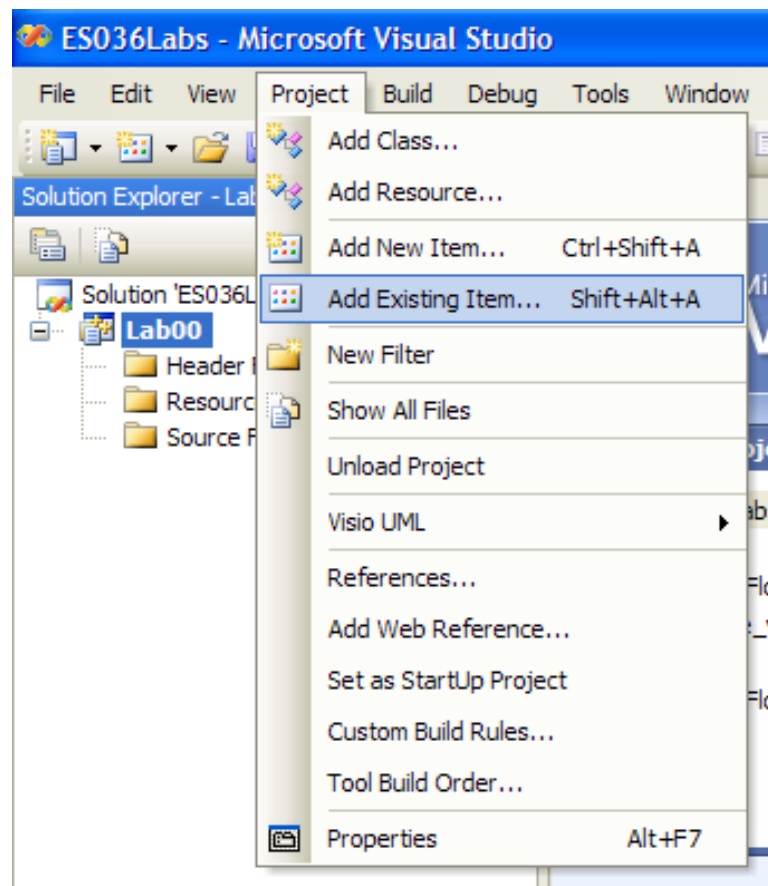 ES036Labs - Microsoft Visual Studio
File Edit View Project Build Debug Tools Window
Solution Explorer - Lab
Solution 'ES036L
Lab00
Header
Resourc
Source F
Add Class...
Add Resource...
Add New Item... Ctrl+Shift+A
Add Existing Item... Shift+Alt+A
New Filter
Show All Files
Unload Project
Visio UML
References...
Add Web Reference...
Set as StartUp Project
Custom Build Rules...
Tool Build Order...
Properties Alt+F7